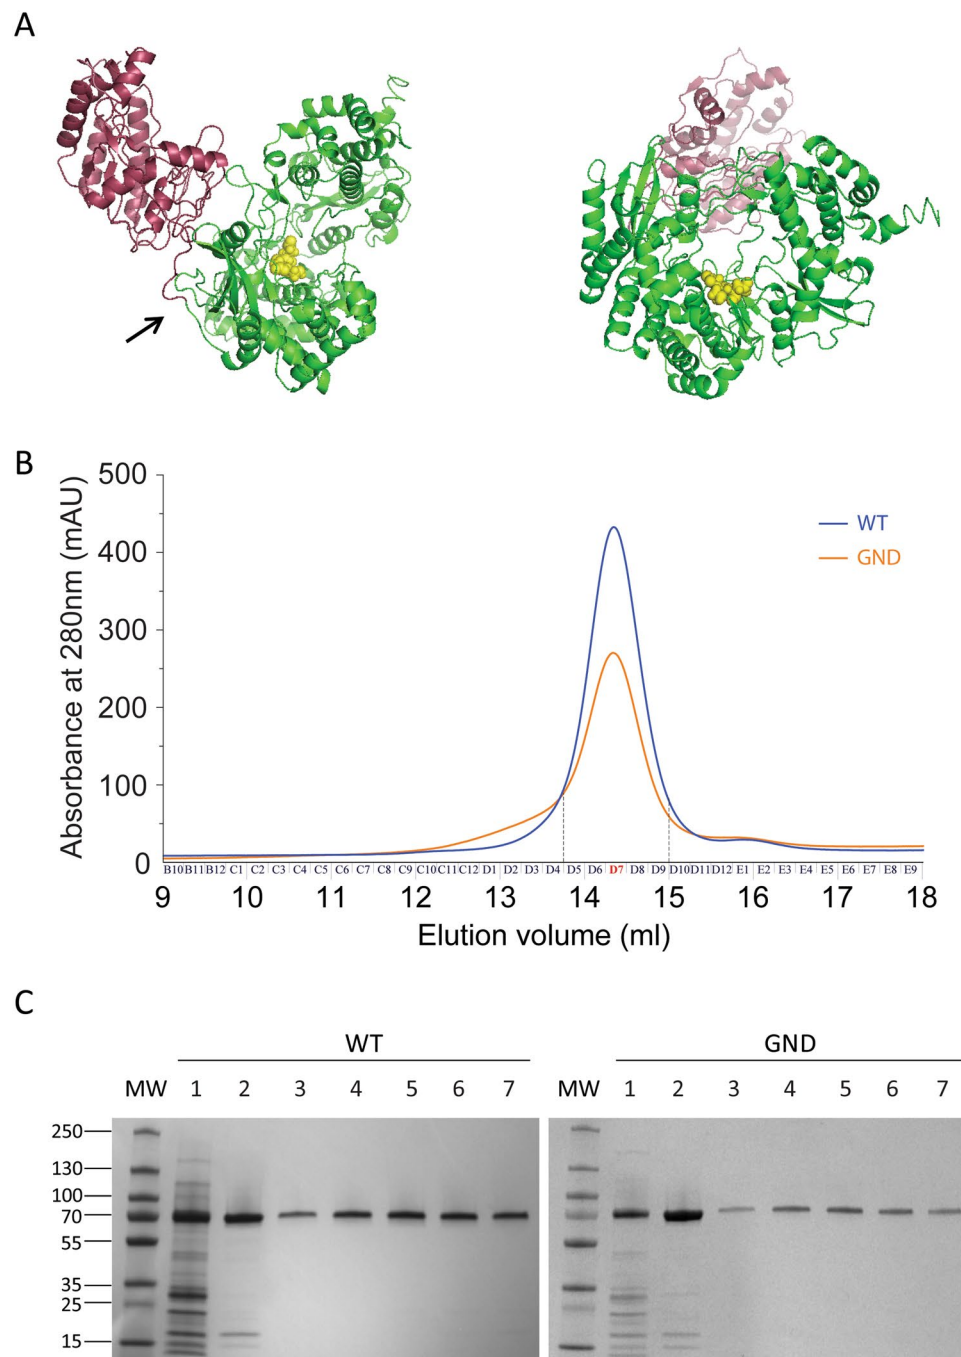 A
B
500
400
300
200
100
0
Absorbance at 280nm (mAU)
WT
GND
B10 B11 B12 C1 C2 C3 C4 C5 C6 C7 C8 C9 C10 C11 C12 D1 D2 D3 D4 D5 D6 D7 D8 D9 D10 D11 D12 E1 E2 E3 E4 E5 E6 E7 E8 E9
9 10 11 12 13 14 15 16 17 18
Elution volume (ml)
C
WT GND
MW 1 2 3 4 5 6 7 MW 1 2 3 4 5 6 7
250
130
100
70
55
35
25
15